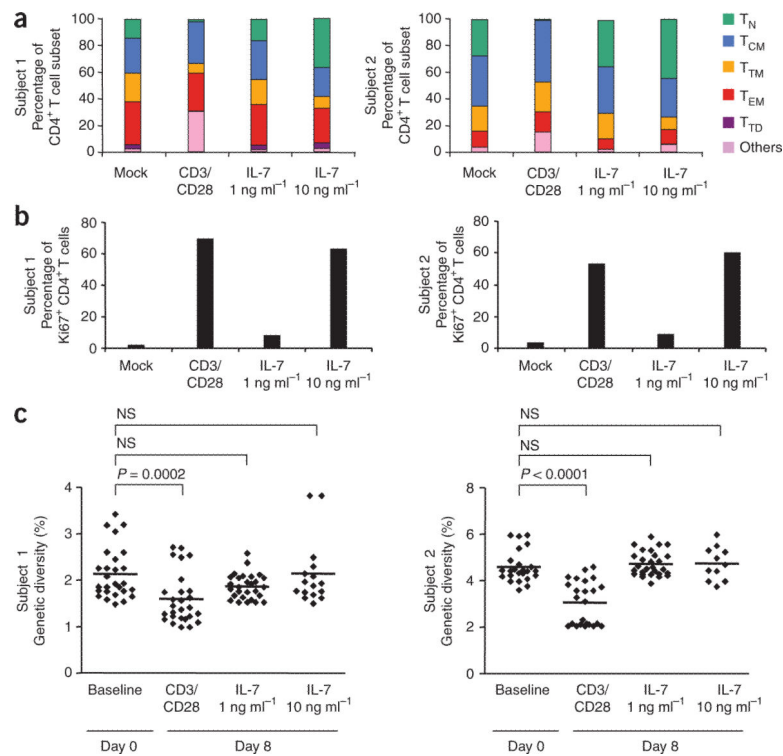 a
Subject 1
Percentage of
CD4+ T cell subset
100
80
60
40
20
0
Mock
CD3/
CD28
IL-7
1 ng ml−1
IL-7
10 ng ml−1
Subject 2
Percentage of
CD4+ T cell subset
100
80
60
40
20
0
Mock
CD3/
CD28
IL-7
1 ng ml−1
IL-7
10 ng ml−1
TN
TCM
TTM
TEM
TTD
Others
b
Subject 1
Percentage of
Ki67+ CD4+ T cells
80
60
40
20
0
Mock
CD3/
CD28
IL-7
1 ng ml−1
IL-7
10 ng ml−1
Subject 2
Percentage of
Ki67+ CD4+ T cells
80
60
40
20
0
Mock
CD3/
CD28
IL-7
1 ng ml−1
IL-7
10 ng ml−1
c
NS
NS
P = 0.0002
Subject 1
Genetic diversity (%)
4
3
2
1
0
Baseline
CD3/
CD28
IL-7
1 ng ml−1
IL-7
10 ng ml−1
Day 0
Day 8
NS
NS
P < 0.0001
Subject 2
Genetic diversity (%)
8
6
4
2
0
Baseline
CD3/
CD28
IL-7
1 ng ml−1
IL-7
10 ng ml−1
Day 0
Day 8